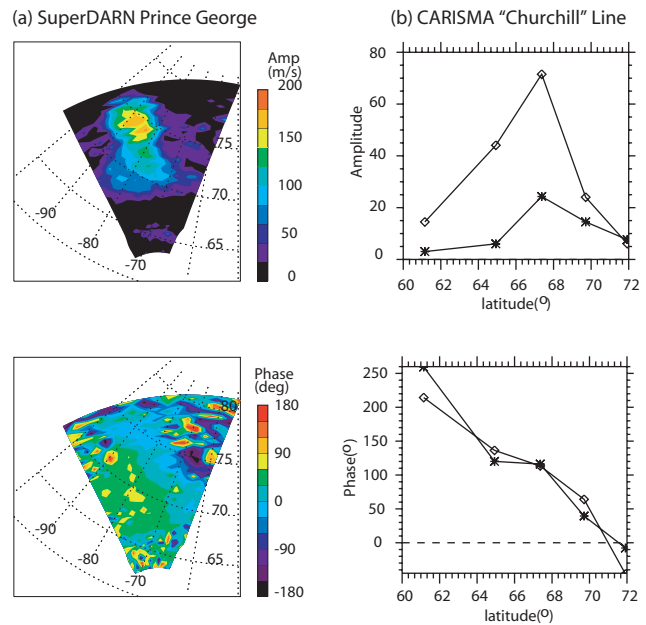 (a) SuperDARN Prince George
(b) CARISMA “Churchill” Line
Amp
(m/s)
200
150
100
50
0
75
70
65
-90
-80
-70
80
60
40
20
0
Amplitude
60 62 64 66 68 70 72
latitude(o)
Phase
(deg)
180
90
0
-90
-180
80
75
70
65
-90
-80
-70
250
200
150
100
50
0
Phase(o)
60 62 64 66 68 70 72
latitude(o)